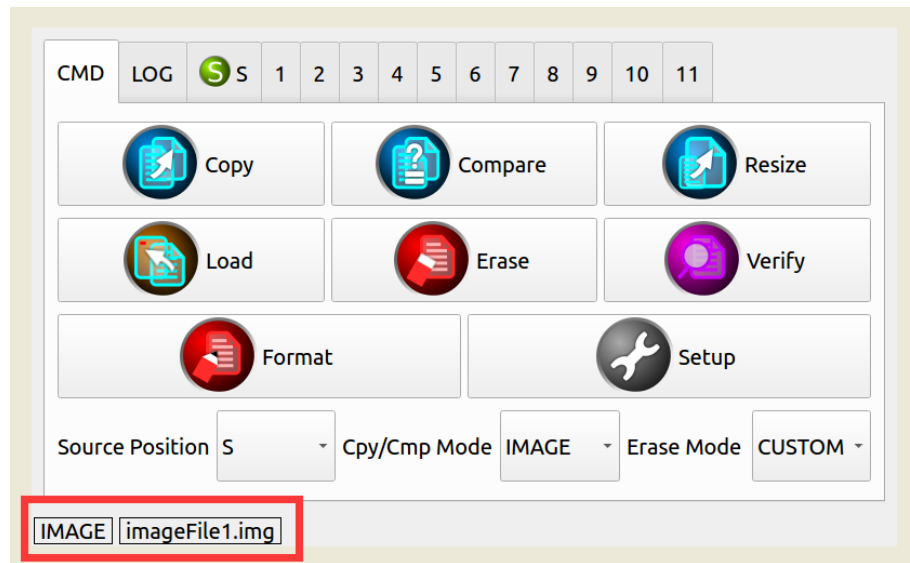 CMD LOG S S 1 2 3 4 5 6 7 8 9 10 11
Copy ? Compare Resize
Load Erase Verify
Format Setup
Source Position S Cpy/Cmp Mode IMAGE Erase Mode CUSTOM
IMAGE imageFile1.img